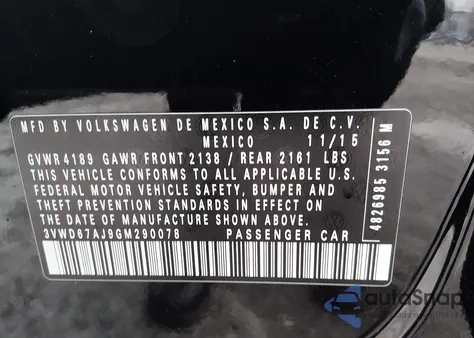 MFD BY VOLKSWAGEN DE MEXICO S.A. DE C.V.
MEXICO 11/15
GVWR 4189 GAWR FRONT 2138 / REAR 2161 LBS
THIS VEHICLE CONFORMS TO ALL APPLICABLE U.S.
FEDERAL MOTOR VEHICLE SAFETY, BUMPER AND
THEFT PREVENTION STANDARDS IN EFFECT ON THE
DATE OF MANUFACTURE SHOWN ABOVE.
3VWD67AJ9GM290078 PASSENGER CAR
4826985 3156 M
autoSnap